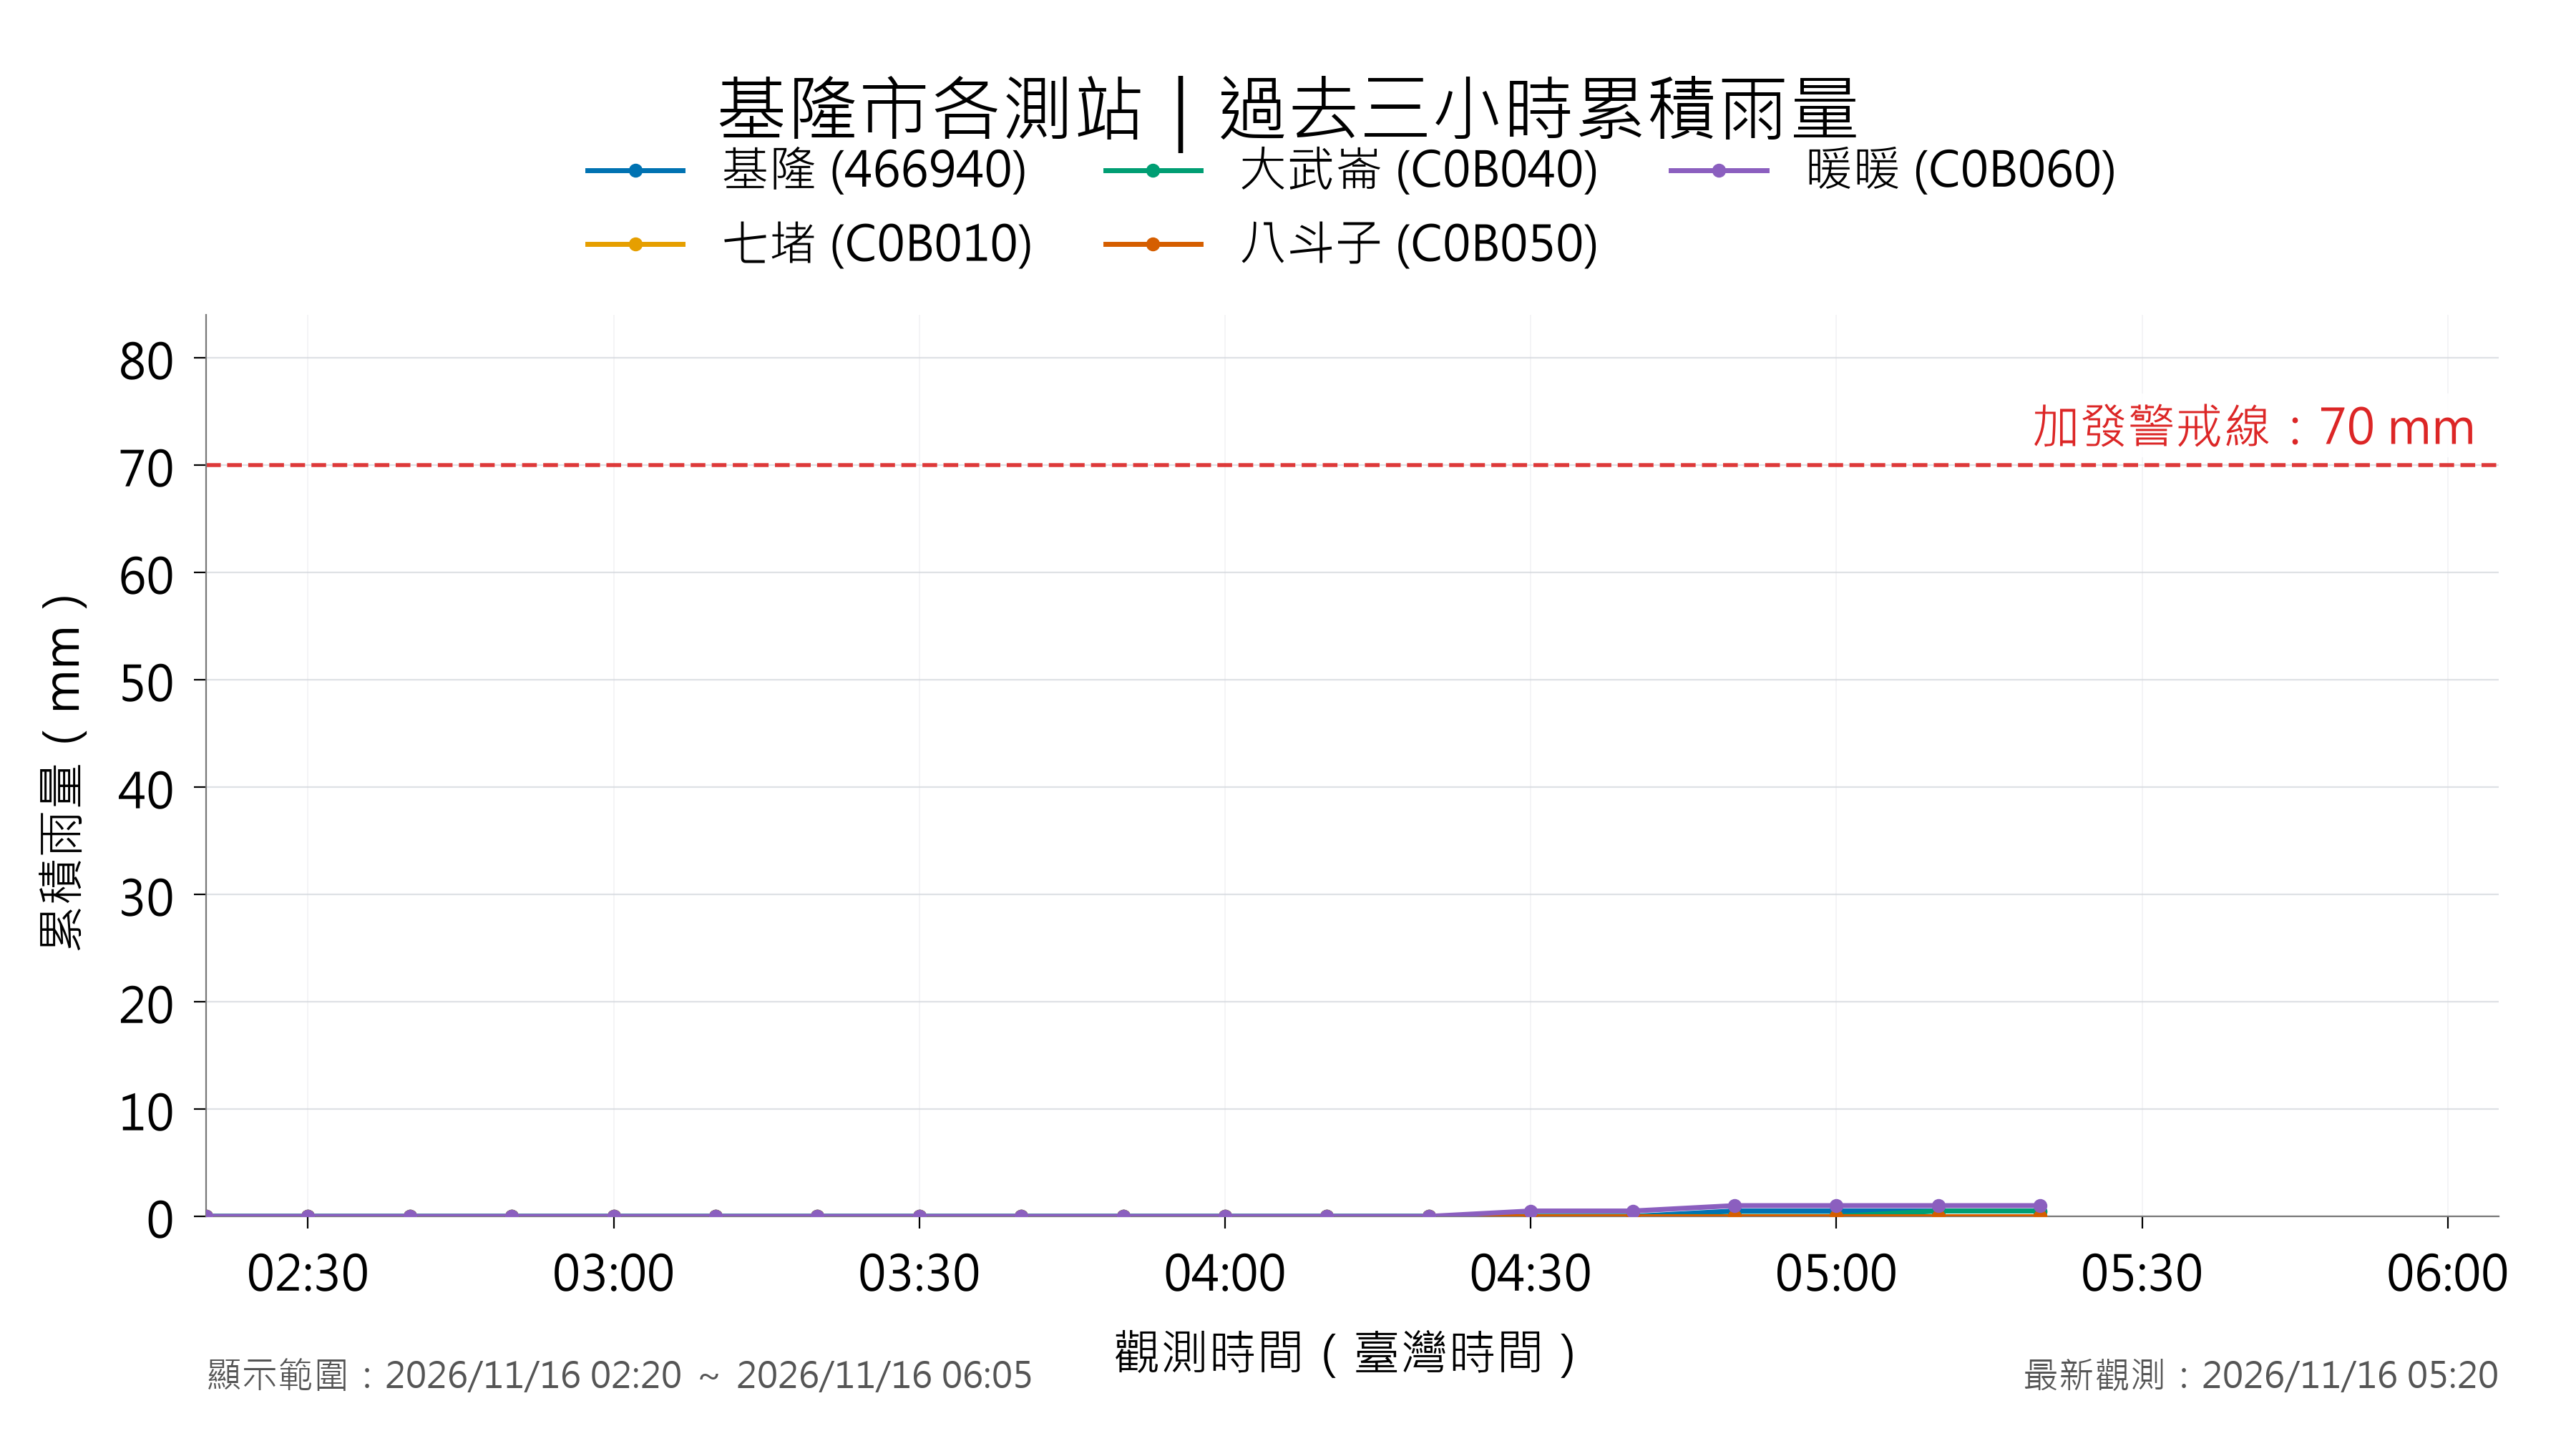 基隆市各測站｜過去三小時累積雨量
基隆 (466940)
大武崙 (C0B040)
暖暖 (C0B060)
七堵 (C0B010)
八斗子 (C0B050)
加發警戒線：70 mm
累積雨量（mm）
80
70
60
50
40
30
20
10
0
02:30
03:00
03:30
04:00
04:30
05:00
05:30
06:00
觀測時間（臺灣時間）
顯示範圍：2026/11/16 02:20 ~ 2026/11/16 06:05
最新觀測：2026/11/16 05:20